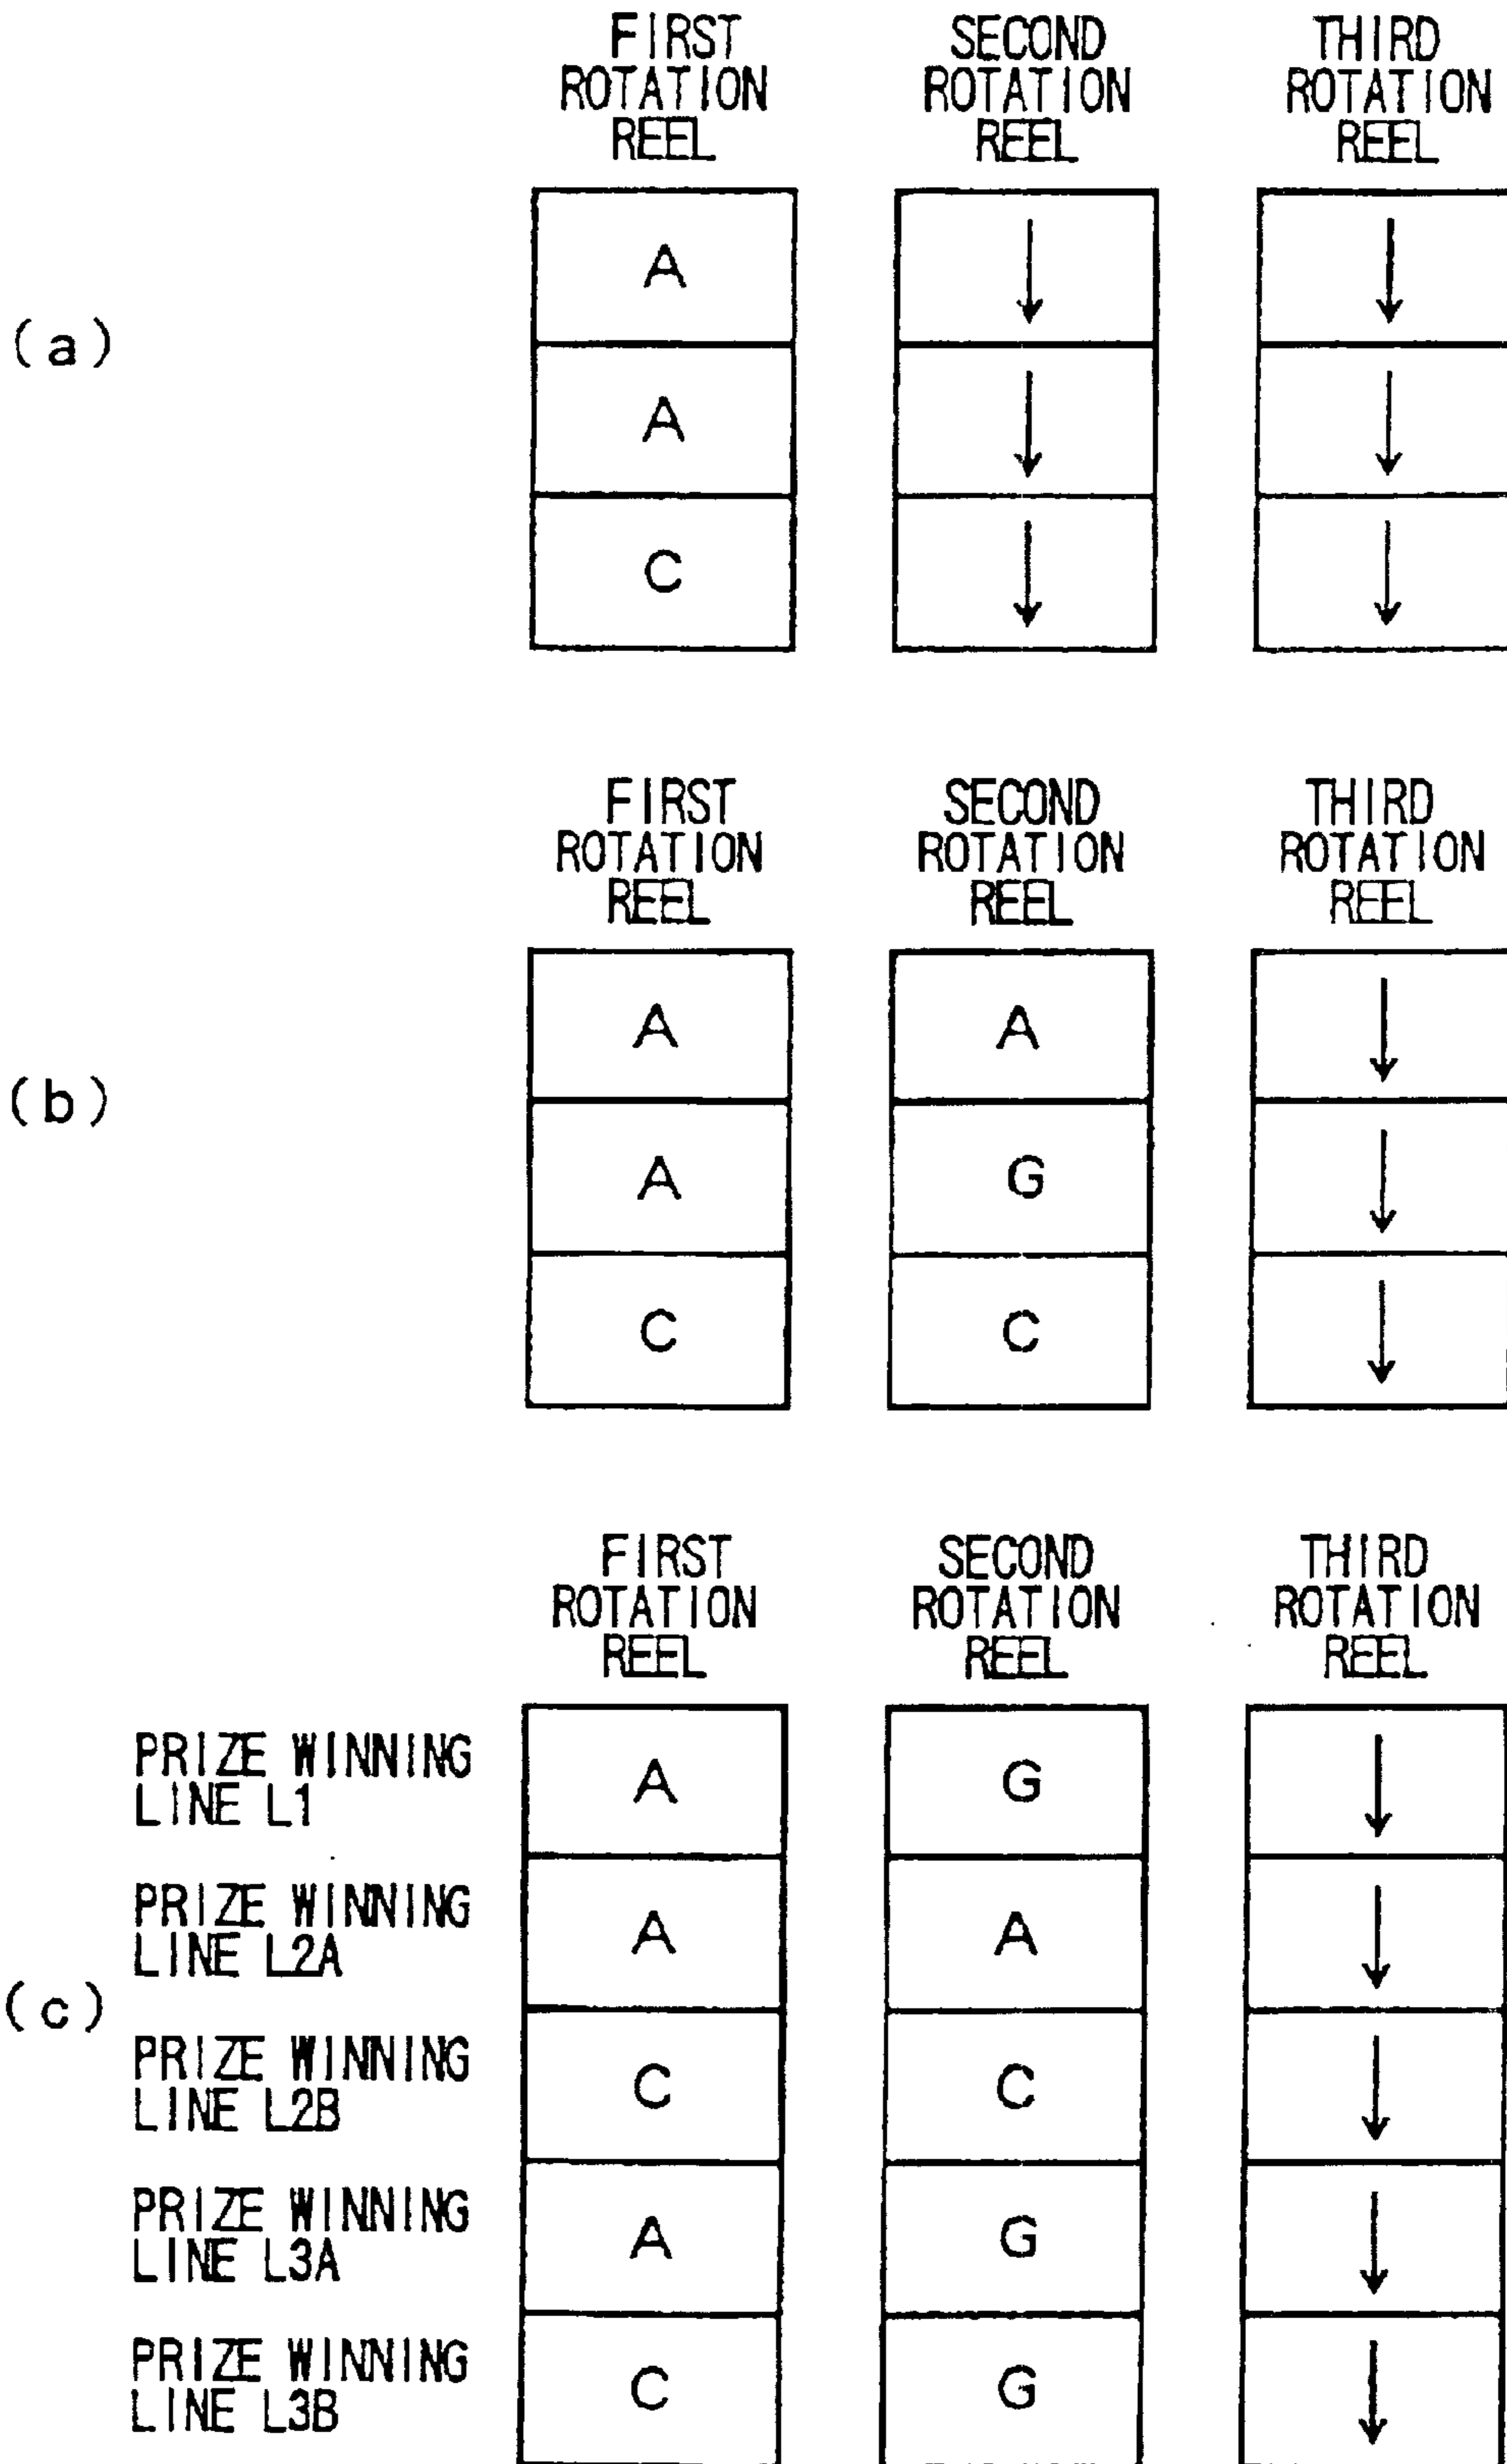 FIRST ROTATION REEL
SECOND ROTATION REEL
THIRD ROTATION REEL
(a)
A
A
C
FIRST ROTATION REEL
SECOND ROTATION REEL
THIRD ROTATION REEL
(b)
A A
A G
C C
FIRST ROTATION REEL
SECOND ROTATION REEL
THIRD ROTATION REEL
(c)
PRIZE WINNING
LINE L1
A G
PRIZE WINNING
LINE L2A
A A
PRIZE WINNING
LINE L2B
C C
PRIZE WINNING
LINE L3A
A G
PRIZE WINNING
LINE L3B
C G